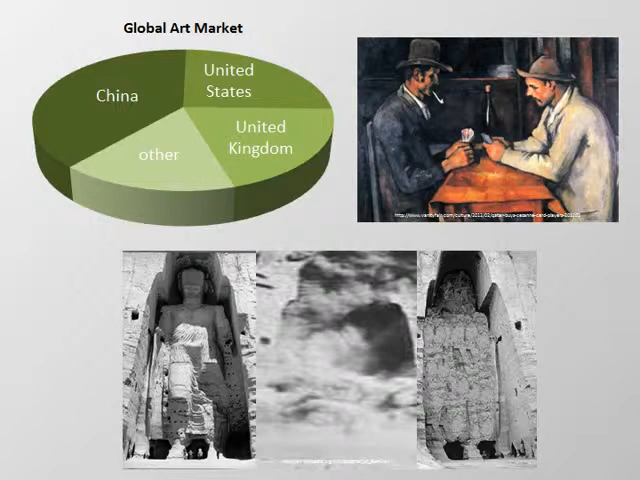 Global Art Market
China
United
States
United
Kingdom
other